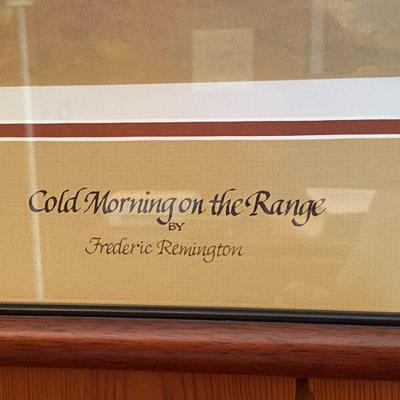 Cold Morning on the Range
BY
Frederic Remington